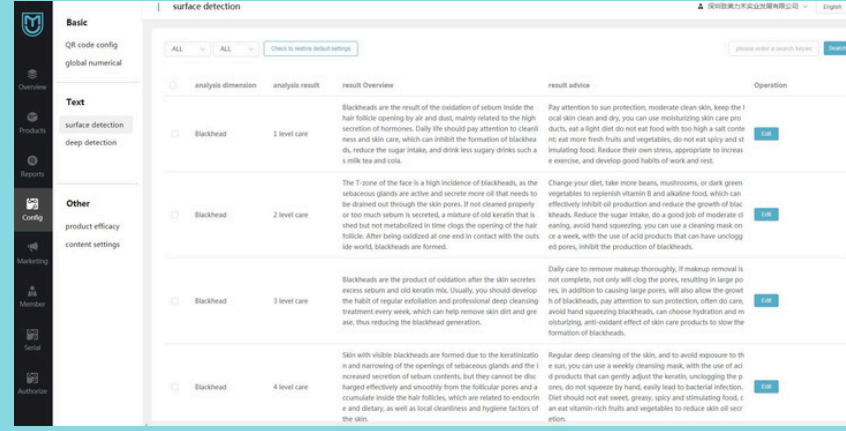 surface detection
深圳致美力禾实业发展有限公司
English
Basic
QR code config
global numerical
Text
surface detection
deep detection
Other
product efficacy
content settings
Overview
Products
Reports
Config
Marketing
Member
Serial
Authorize
ALL
ALL
Check to restore default settings
please enter a search keywo
Search
analysis dimension
analysis result
result Overview
result advice
Operation
Blackhead
1 level care
Blackheads are the result of the oxidation of sebum inside the
hair follicle opening by air and dust, mainly related to the high
secretion of hormones. Daily life should pay attention to cleanli
ness and skin care, which can inhibit the formation of blackhea
ds, reduce the sugar intake, and drink less sugary drinks such a
s milk tea and cola.
Pay attention to sun protection, moderate clean skin, keep the l
ocal skin clean and dry, you can use moisturizing skin care pro
ducts, eat a light diet do not eat food with too high a salt conte
nt; eat more fresh fruits and vegetables, do not eat spicy and st
imulating food. Reduce their own stress, appropriate to increas
e exercise, and develop good habits of work and rest.
Edit
Blackhead
2 level care
The T-zone of the face is a high incidence of blackheads, as the
sebaceous glands are active and secrete more oil that needs to
be drained out through the skin pores. If not cleaned properly
or too much sebum is secreted, a mixture of old keratin that is
shed but not metabolized in time clogs the opening of the hair
follicle. After being oxidized at one end in contact with the outs
ide world, blackheads are formed.
Change your diet, take more beans, mushrooms, or dark green
vegetables to replenish vitamin B and alkaline food, which can
effectively inhibit oil production and reduce the growth of blac
kheads. Reduce the sugar intake, do a good job of moderate cl
eaning, avoid hand squeezing, you can use a cleaning mask on
ce a week, with the use of acid products that can have unclogg
ed pores, inhibit the production of blackheads.
Edit
Blackhead
3 level care
Blackheads are the product of oxidation after the skin secretes
excess sebum and old keratin mix. Usually, you should develop
the habit of regular exfoliation and professional deep cleansing
treatment every week, which can help remove skin dirt and gre
ase, thus reducing the blackhead generation.
Daily care to remove makeup thoroughly, if makeup removal is
not complete, not only will clog the pores, resulting in large po
res, in addition to causing large pores, will also allow the growt
h of blackheads, pay attention to sun protection, often do care,
avoid hand squeezing blackheads, can choose hydration and m
oisturizing, anti-oxidant effect of skin care products to slow the
formation of blackheads.
Edit
Blackhead
4 level care
Skin with visible blackheads are formed due to the keratinizatio
n and narrowing of the openings of sebaceous glands and the i
ncreased secretion of sebum contents, but they cannot be disc
harged effectively and smoothly from the follicular pores and a
ccumulate inside the hair follicles, which are related to endocrin
e and dietary, as well as local cleanliness and hygiene factors of
the skin.
Regular deep cleansing of the skin, and to avoid exposure to th
e sun, you can use a weekly cleansing mask, with the use of aci
d products that can gently adjust the keratin, unclogging the p
ores, do not squeeze by hand, easily lead to bacterial infection.
Diet should not eat sweet, greasy, spicy and stimulating food, c
an eat vitamin-rich fruits and vegetables to reduce skin oil secr
etion.
Edit